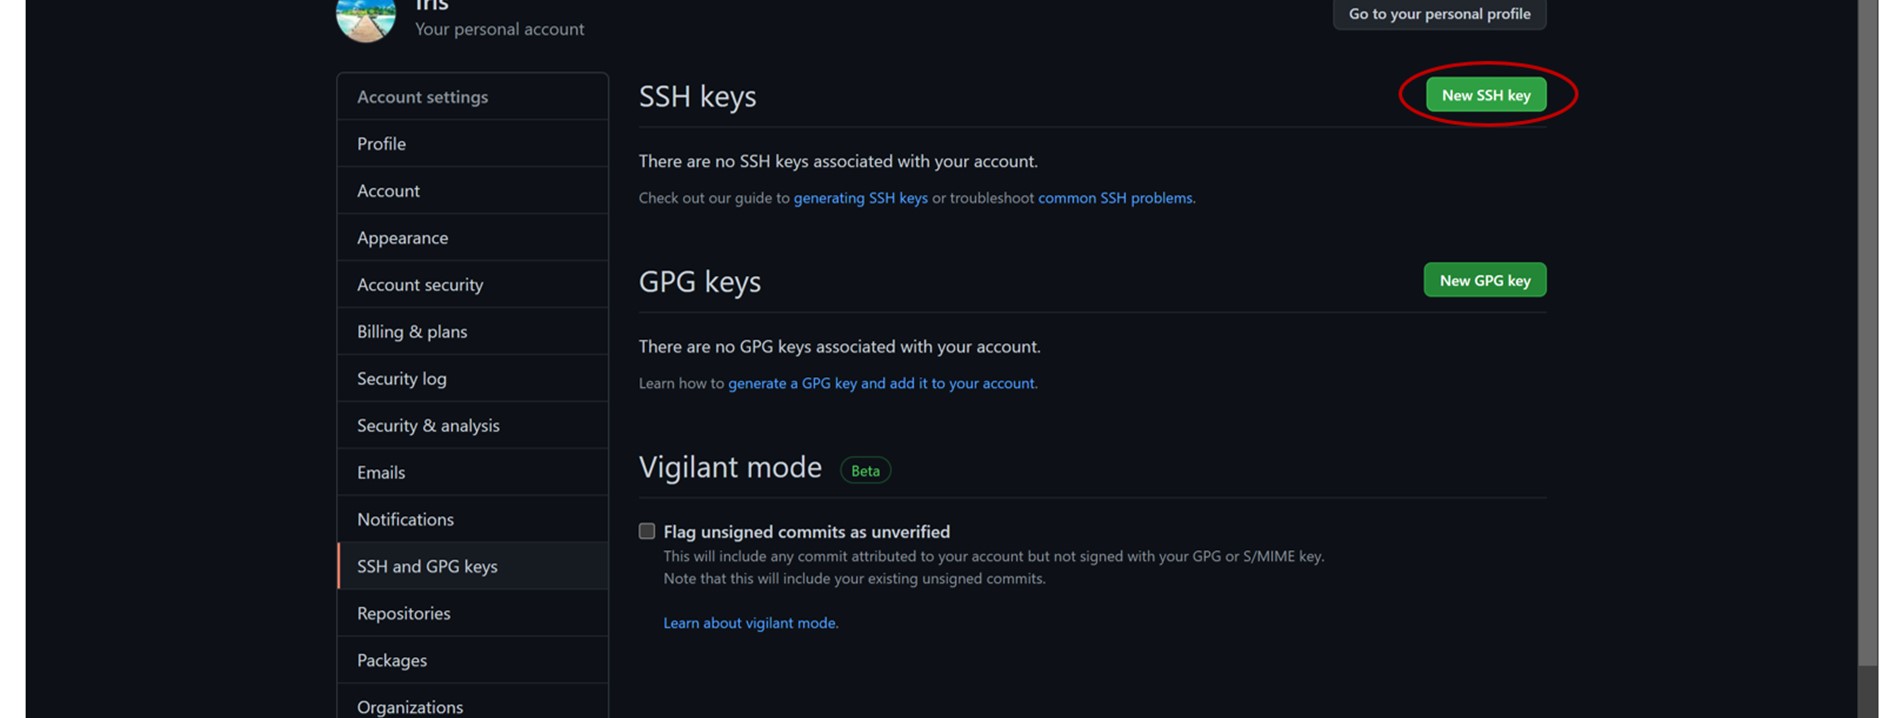 Iris
Your personal account
Go to your personal profile
Account settings
Profile
Account
Appearance
Account security
Billing & plans
Security log
Security & analysis
Emails
Notifications
SSH and GPG keys
Repositories
Packages
Organizations
SSH keys
New SSH key
There are no SSH keys associated with your account.
Check out our guide to generating SSH keys or troubleshoot common SSH problems.
GPG keys
New GPG key
There are no GPG keys associated with your account.
Learn how to generate a GPG key and add it to your account.
Vigilant mode Beta
Flag unsigned commits as unverified
This will include any commit attributed to your account but not signed with your GPG or S/MIME key.
Note that this will include your existing unsigned commits.
Learn about vigilant mode.